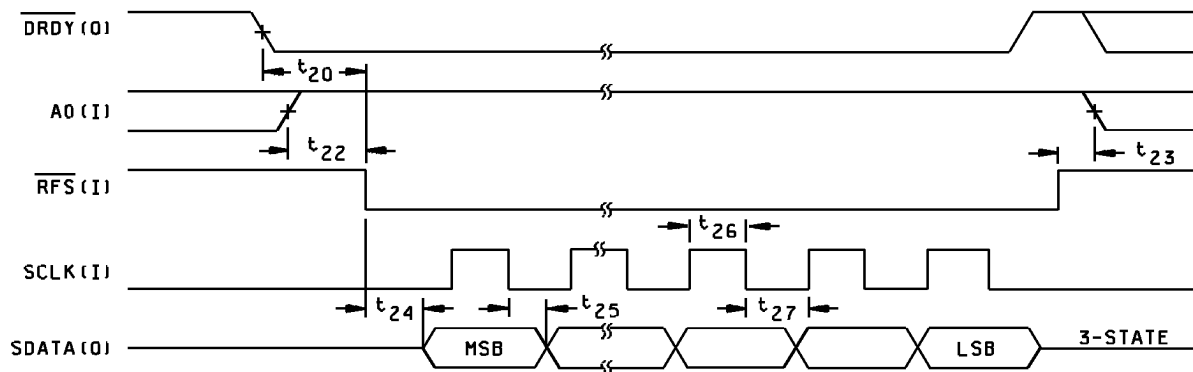 DRDY(O)
t20
A0(I)
t22
t23
RFS(I)
t26
SCLK(I)
t24
t25
t27
SDATA(O)
MSB
LSB
3-STATE